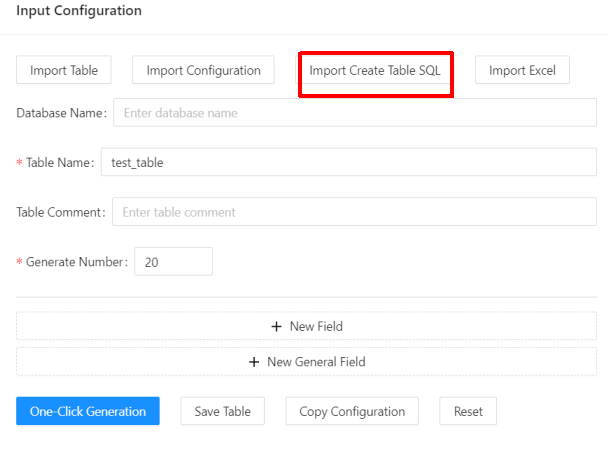 Input Configuration
Import Table Import Configuration Import Create Table SQL Import Excel
Database Name: Enter database name
* Table Name: test_table
Table Comment: Enter table comment
* Generate Number: 20
+ New Field
+ New General Field
One-Click Generation Save Table Copy Configuration Reset